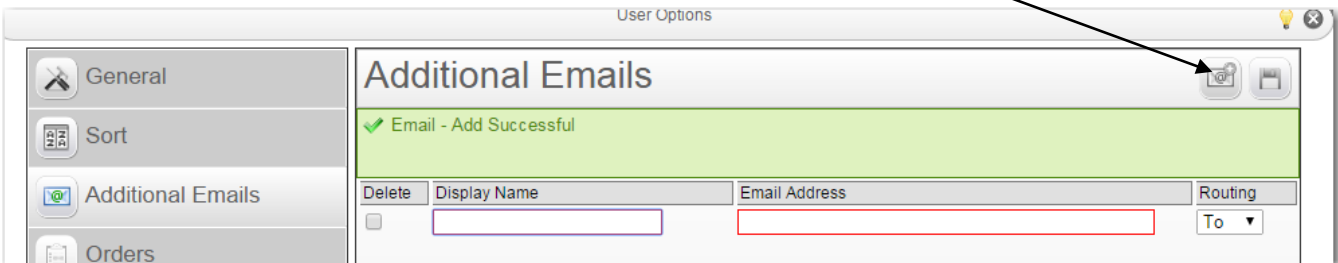 User Options
General
Sort
Additional Emails
Orders
Additional Emails
Email - Add Successful
Delete Display Name Email Address Routing
To